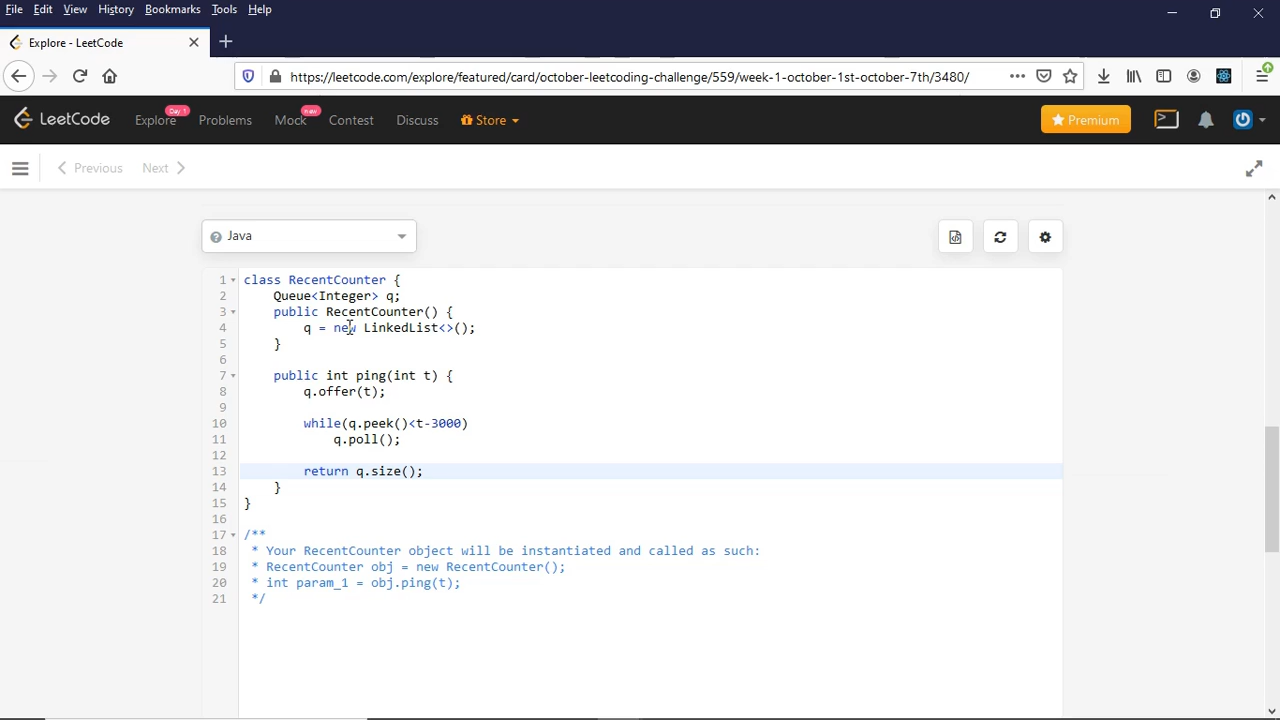 File Edit View History Bookmarks Tools Help
Explore - LeetCode
https://leetcode.com/explore/featured/card/october-leetcoding-challenge/559/week-1-october-1st-october-7th/3480/
LeetCode Explore Day 1 Problems Mock new Contest Discuss Store Premium
Previous Next
Java
1 class RecentCounter {
2 Queue<Integer> q;
3 public RecentCounter() {
4 q = new LinkedList<>();
5 }
6
7 public int ping(int t) {
8 q.offer(t);
9
10 while(q.peek()<t-3000)
11 q.poll();
12
13 return q.size();
14 }
15 }
16
17 /**
18 * Your RecentCounter object will be instantiated and called as such:
19 * RecentCounter obj = new RecentCounter();
20 * int param_1 = obj.ping(t);
21 */